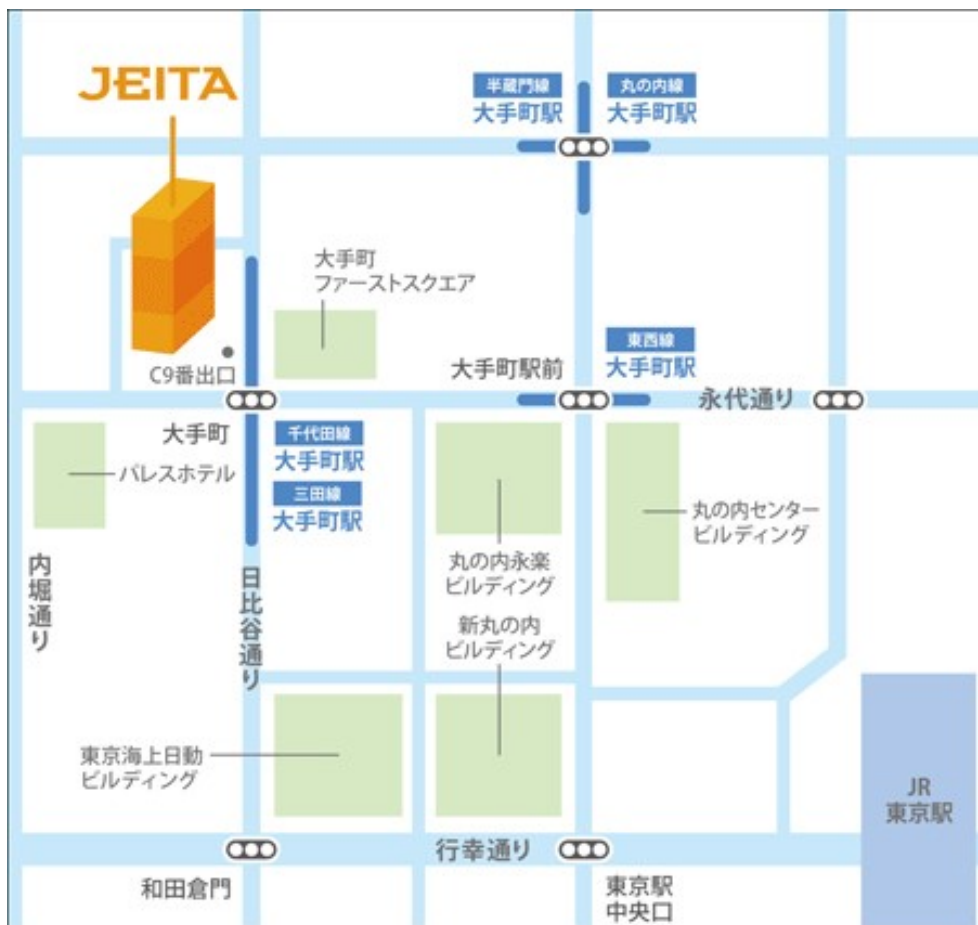 JEITA
半蔵門線
大手町駅
丸の内線
大手町駅
大手町
ファーストスクエア
C9番出口
大手町駅前
東西線
大手町駅
永代通り
大手町
千代田線
大手町駅
三田線
大手町駅
パレスホテル
丸の内永楽
ビルディング
丸の内センター
ビルディング
内堀通り
日比谷通り
新丸の内
ビルディング
東京海上日動
ビルディング
JR
東京駅
行幸通り
和田倉門
東京駅
中央口